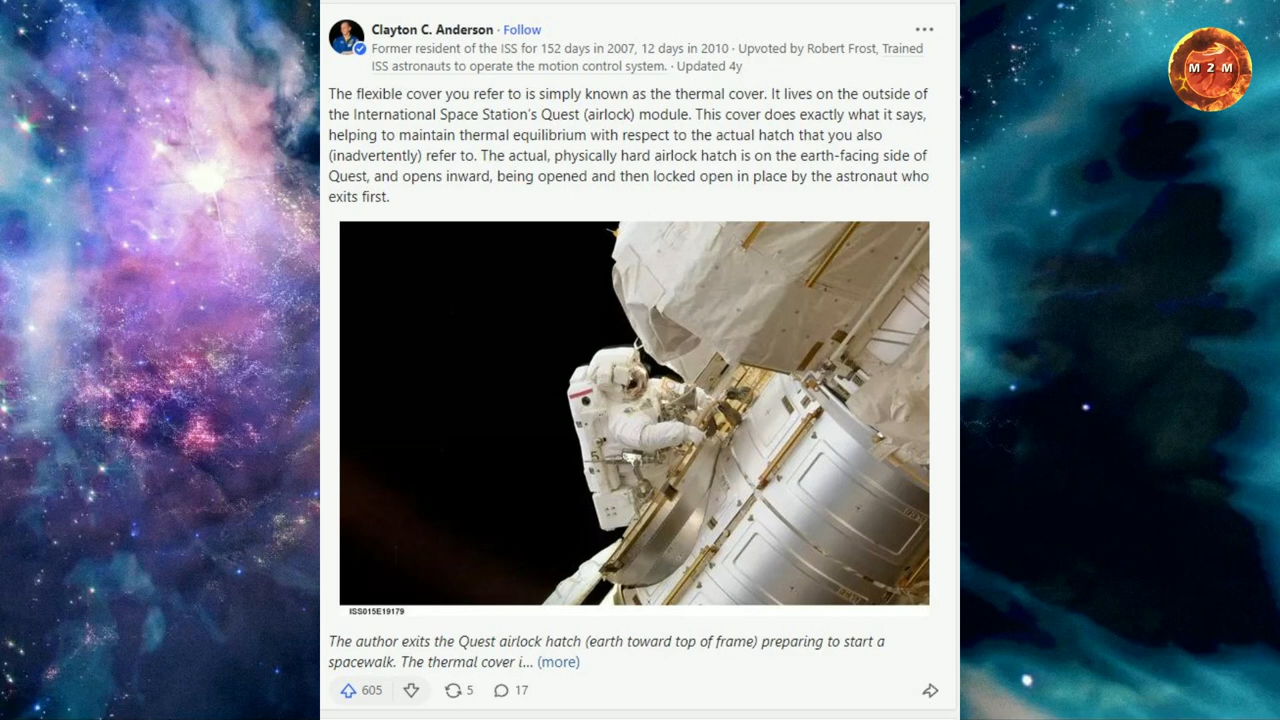 Clayton C. Anderson · Follow
Former resident of the ISS for 152 days in 2007, 12 days in 2010 · Upvoted by Robert Frost, Trained
ISS astronauts to operate the motion control system. · Updated 4y
M 2 M
The flexible cover you refer to is simply known as the thermal cover. It lives on the outside of
the International Space Station's Quest (airlock) module. This cover does exactly what it says,
helping to maintain thermal equilibrium with respect to the actual hatch that you also
(inadvertently) refer to. The actual, physically hard airlock hatch is on the earth-facing side of
Quest, and opens inward, being opened and then locked open in place by the astronaut who
exits first.
5
ISS015E19179
The author exits the Quest airlock hatch (earth toward top of frame) preparing to start a
spacewalk. The thermal cover i... (more)
605 5 17